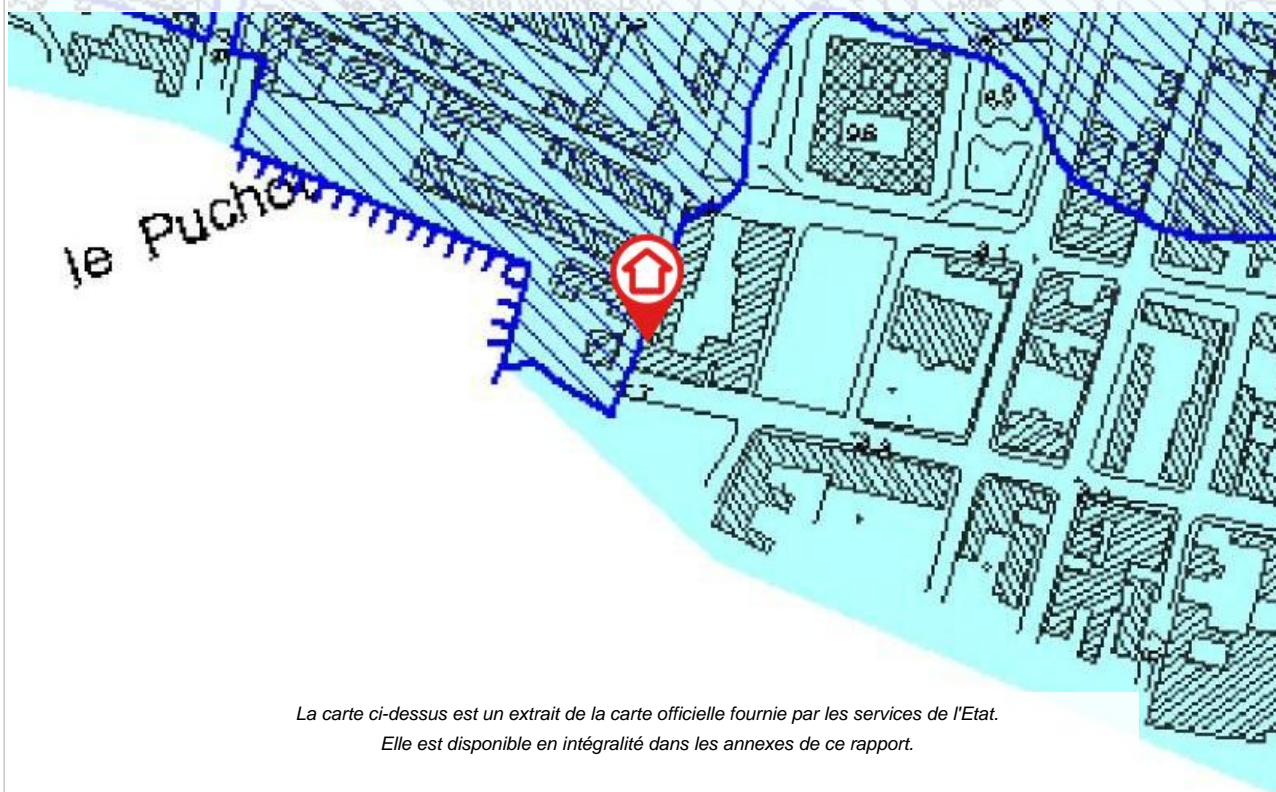 le Puchot
La carte ci-dessus est un extrait de la carte officielle fournie par les services de l'Etat.
Elle est disponible en intégralité dans les annexes de ce rapport.